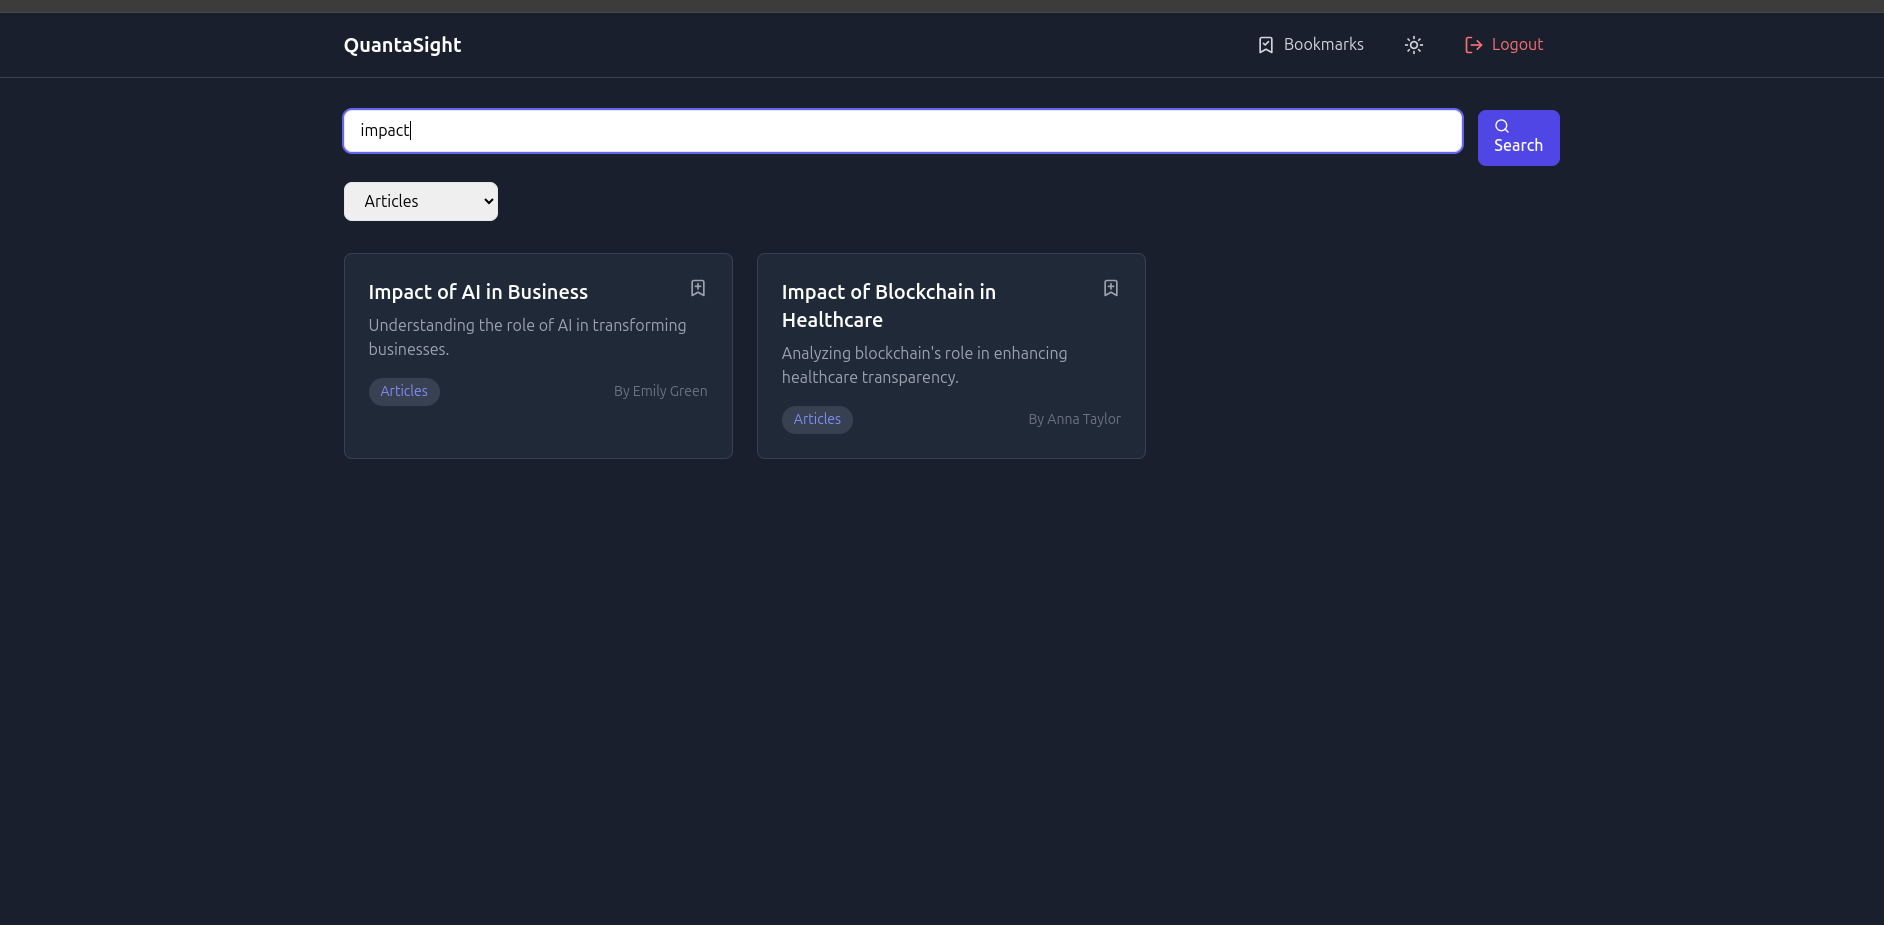 QuantaSight
Bookmarks
Logout
impact
Search
Articles
Impact of AI in Business
Understanding the role of AI in transforming
businesses.
Articles
By Emily Green
Impact of Blockchain in
Healthcare
Analyzing blockchain's role in enhancing
healthcare transparency.
Articles
By Anna Taylor